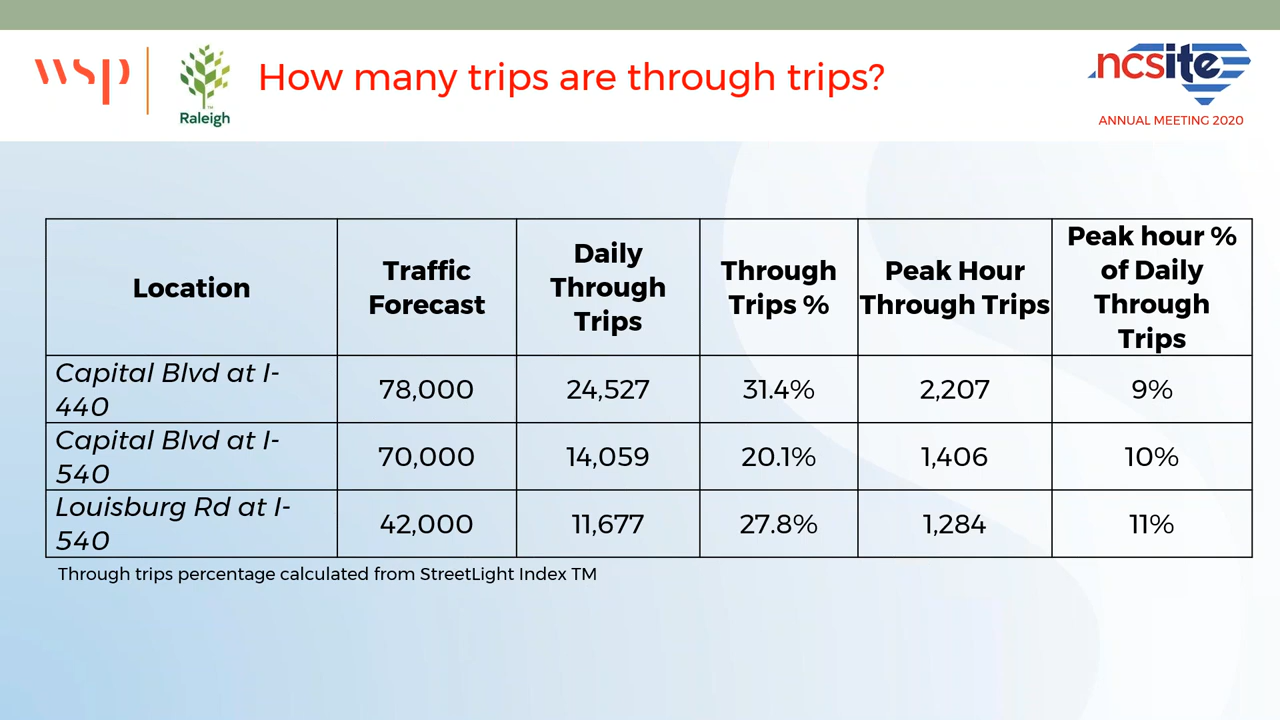 wsp
Raleigh
How many trips are through trips?
ncsite
ANNUAL MEETING 2020
Location
Traffic
Forecast
Daily
Through
Trips
Through
Trips %
Peak Hour
Through Trips
Peak hour %
of Daily
Through
Trips
Capital Blvd at I-
440
78,000
24,527
31.4%
2,207
9%
Capital Blvd at I-
540
70,000
14,059
20.1%
1,406
10%
Louisburg Rd at I-
540
42,000
11,677
27.8%
1,284
11%
Through trips percentage calculated from StreetLight Index TM